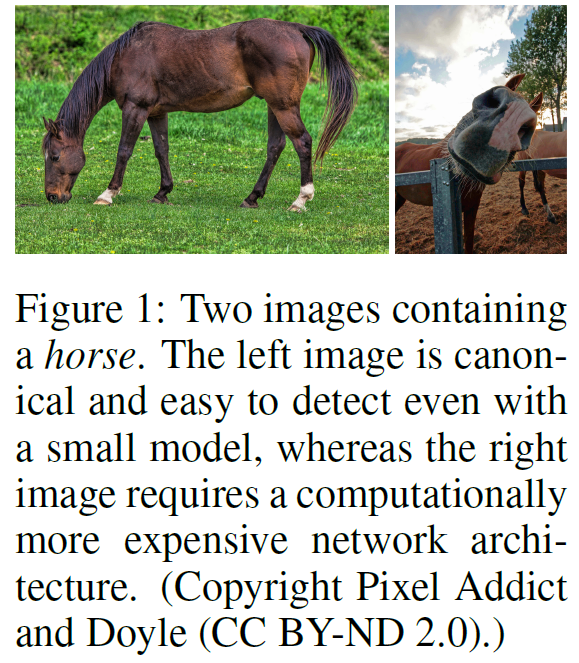 Figure 1: Two images containing
a horse. The left image is canon-
ical and easy to detect even with
a small model, whereas the right
image requires a computationally
more expensive network archi-
tecture. (Copyright Pixel Addict
and Doyle (CC BY-ND 2.0).)